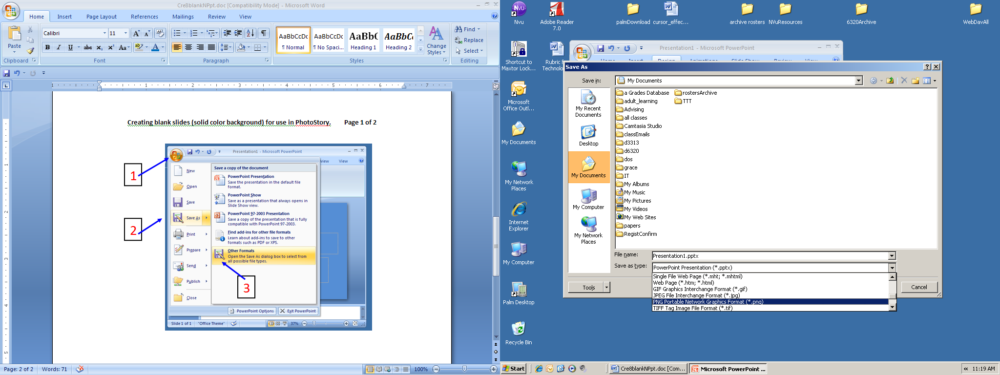 Cre8blankNPpt.doc [Compatibility Mode] - Microsoft Word
Home Insert Page Layout References Mailings Review View
Calibri 11
Paste
B I U abc x₂ x² Aa
AaBbCcDc AaBbCcDc AaBbC AaBbCc
¶ Normal ¶ No Spaci... Heading 1 Heading 2
Change Styles
Find
Replace
Select
Clipboard Font Paragraph Styles Editing
Creating blank slides (solid color background) for use in PhotoStory. Page 1 of 2
Presentation1 - Microsoft PowerPoint
View
1
2
3
New
Open
Save
Save As
Print
Prepare
Send
Publish
Close
Save a copy of the document
PowerPoint Presentation
Save the presentation in the default file
format.
PowerPoint Show
Save as a presentation that always opens in
Slide Show view.
PowerPoint 97-2003 Presentation
Save a copy of the presentation that is fully
compatible with PowerPoint 97-2003.
Find add-ins for other file formats
Learn about add-ins to save to other
formats such as PDF or XPS.
Other Formats
Open the Save As dialog box to select from
all possible file types.
PowerPoint Options Exit PowerPoint
Slide 1 of 1 "Office Theme" 37%
Page: 2 of 2 Words: 71 100%
Nvu
Adobe Reader
7.0
palmDownload
cursor_effec...
archive rosters
NVuResources
6320Archive
WebDavAll
Shortcut to
Maxtor Lock...
Microsoft
Office Outl...
My Documents
My Network
Places
Internet
Explorer
My Computer
Palm Desktop
Recycle Bin
Presentation1 - Microsoft PowerPoint
Save As
Save in: My Documents
My Recent
Documents
Desktop
My Documents
My Computer
My Network
Places
a Grades Database
adult_learning
Advising
all classes
Camtasia Studio
classEmails
d3313
d6320
dos
grace
IT
My Albums
My Music
My Pictures
My Videos
My Web Sites
papers
RegistConfirm
rostersArchive
TTT
File name: Presentation1.pptx
Save as type: PowerPoint Presentation (*.pptx)
Single File Web Page (*.mht; *.mhtml)
Web Page (*.htm; *.html)
GIF Graphics Interchange Format (*.gif)
JPEG File Interchange Format (*.jpg)
PNG Portable Network Graphics Format (*.png)
TIFF Tag Image File Format (*.tif)
Tools Cancel
Start Cre8blankNPpt.doc [Com... Microsoft PowerPoint ... 11:19 AM